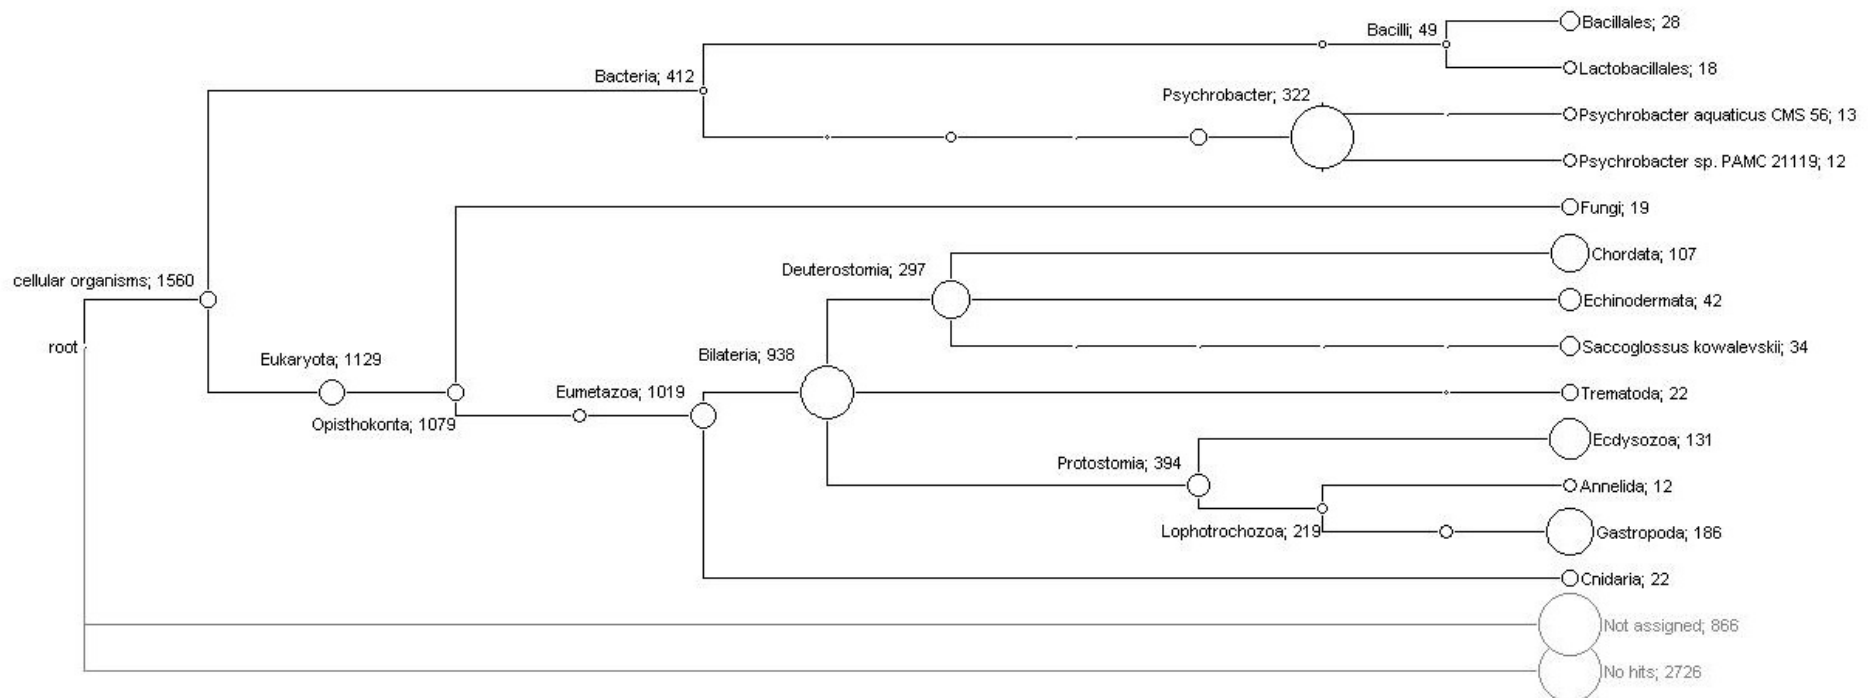 Bacillales; 28
Bacilli; 49
Lactobacillales; 18
Bacteria; 412
Psychrobacter; 322
Psychrobacter aquaticus CMS 56; 13
Psychrobacter sp. PAMC 21119; 12
Fungi; 19
Chordata; 107
Deuterostomia; 297
cellular organisms; 1560
Echinodermata; 42
root
Saccoglossus kowalevskii; 34
Bilateria; 938
Eukaryota; 1129
Eumetazoa; 1019
Trematoda; 22
Opisthokonta; 1079
Ecdysozoa; 131
Protostomia; 394
Annelida; 12
Lophotrochozoa; 219
Gastropoda; 186
Cnidaria; 22
Not assigned; 866
No hits; 2726